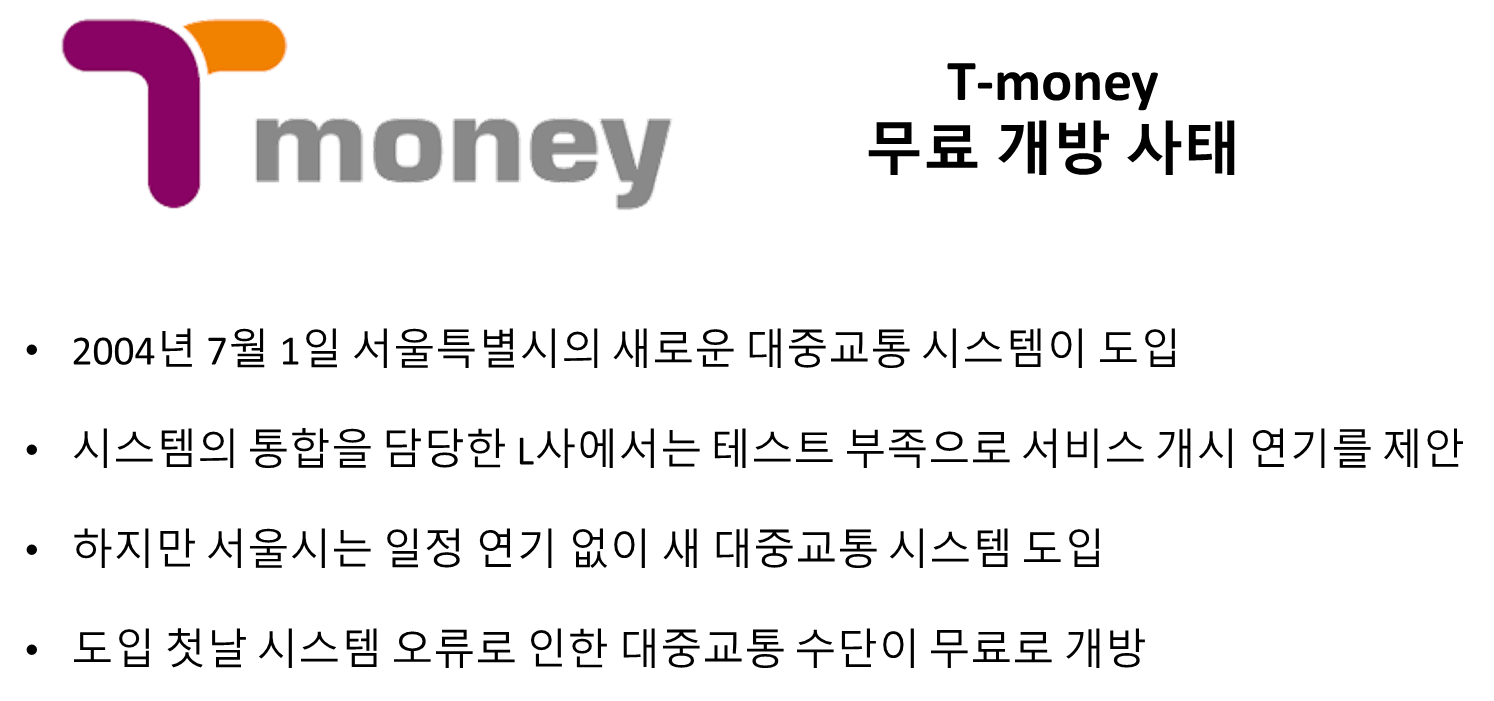 T money
T-money
무료 개방 사태
• 2004년 7월 1일 서울특별시의 새로운 대중교통 시스템이 도입
• 시스템의 통합을 담당한 L사에서는 테스트 부족으로 서비스 개시 연기를 제안
• 하지만 서울시는 일정 연기 없이 새 대중교통 시스템 도입
• 도입 첫날 시스템 오류로 인한 대중교통 수단이 무료로 개방